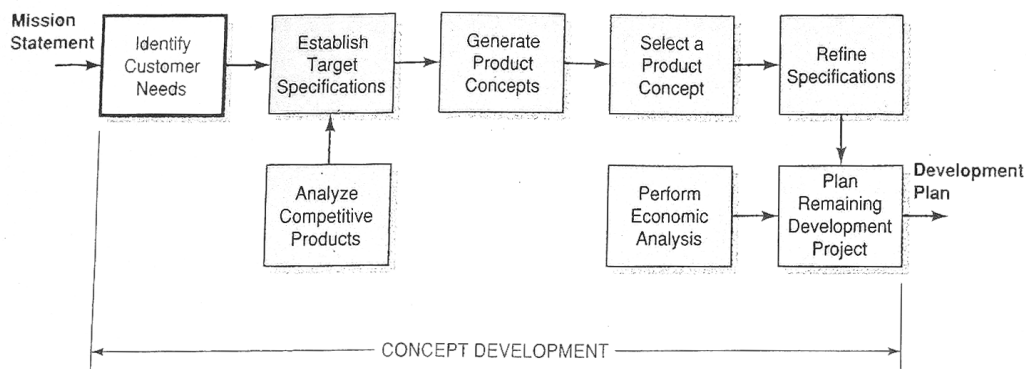 Mission
Statement
Identify
Customer
Needs
Establish
Target
Specifications
Generate
Product
Concepts
Select a
Product
Concept
Refine
Specifications
Analyze
Competitive
Products
Perform
Economic
Analysis
Plan
Remaining
Development
Project
Development
Plan
CONCEPT DEVELOPMENT